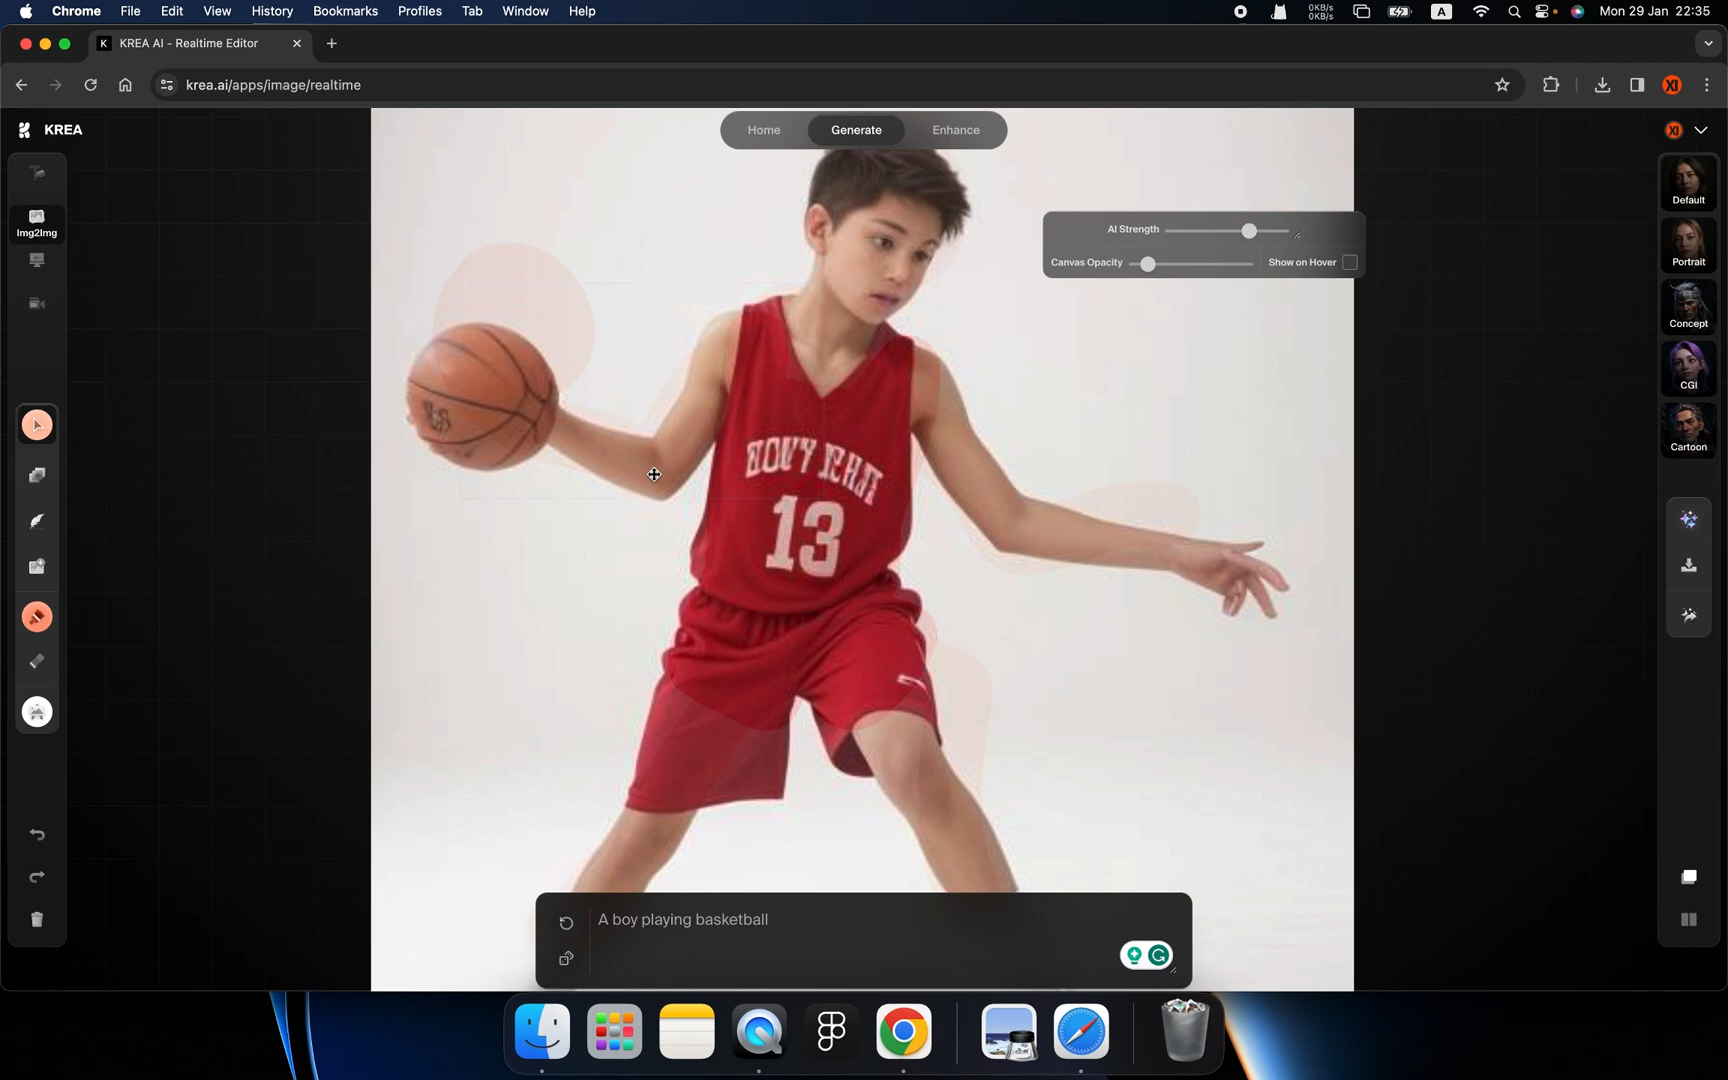 Chrome File Edit View History Bookmarks Profiles Tab Window Help
0KB/s
0KB/s
A
Mon 29 Jan 22:35
K KREA AI - Realtime Editor
krea.ai/apps/image/realtime
XI
KREA
Home Generate Enhance
XI
Img2Img
AI Strength
Canvas Opacity
Show on Hover
Default
Portrait
Concept
CGI
Cartoon
13
A boy playing basketball